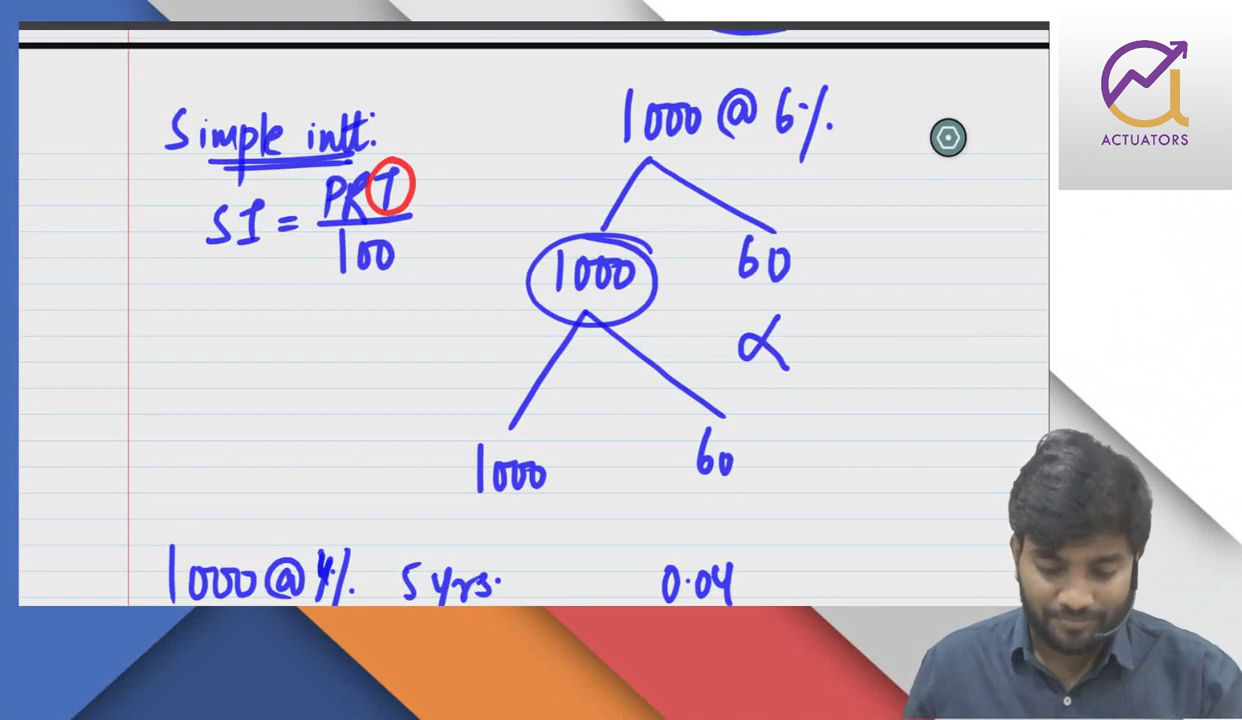 Simple intt:
SI = PRT
100
1000 @ 6%.
1000 60
α
1000 60
1000 @ 4% 5 yrs. 0.04
ACTUATORS